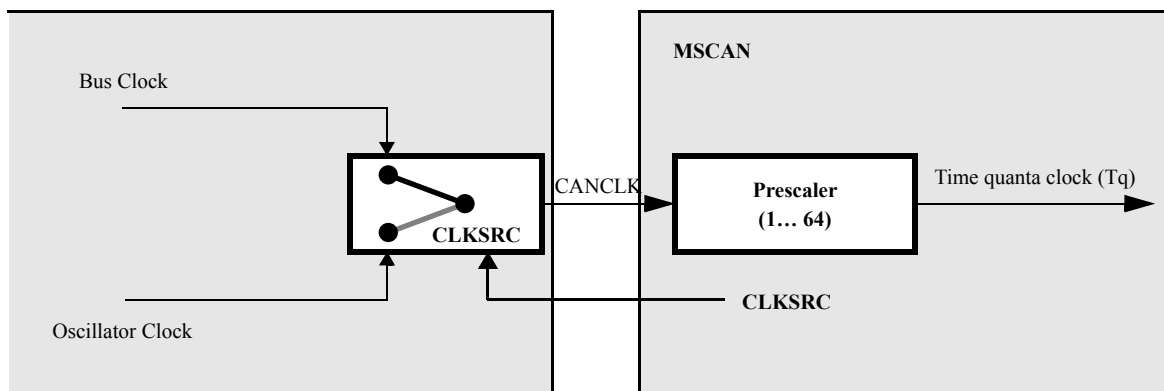 MSCAN
Bus Clock
CANCLK
Prescaler
(1… 64)
Time quanta clock (Tq)
CLKSRC
CLKSRC
Oscillator Clock